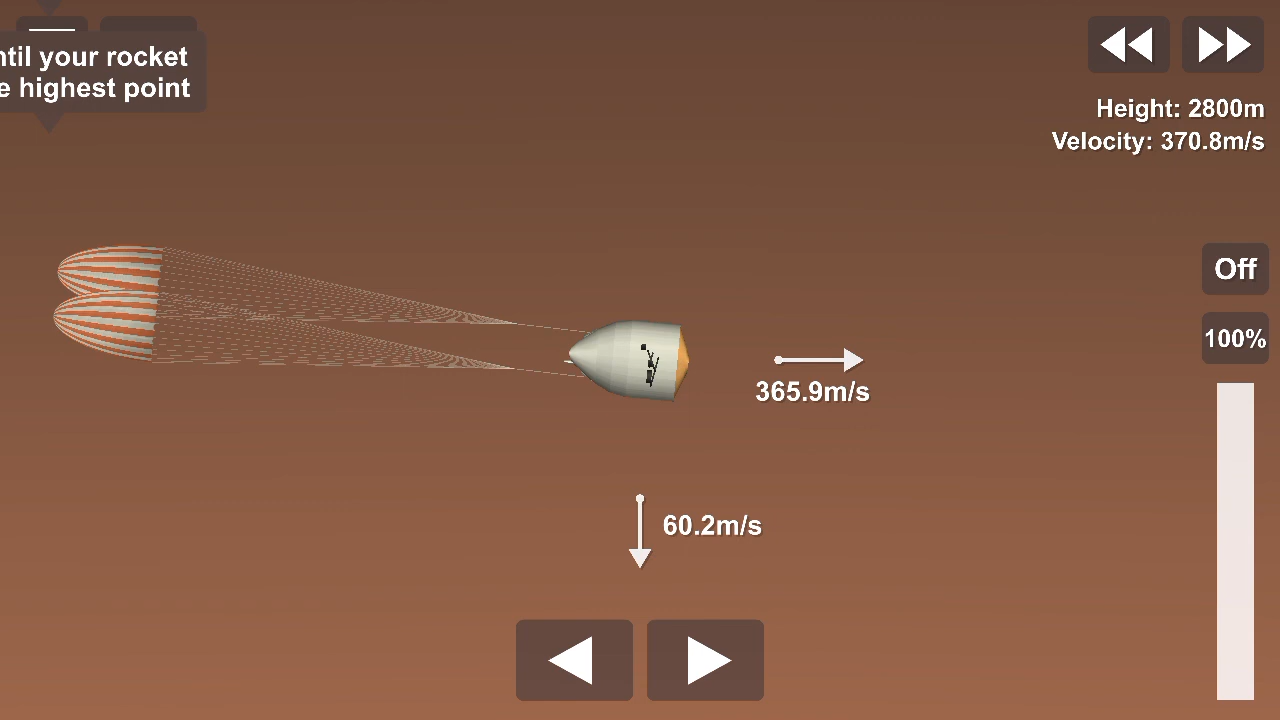 ntil your rocket
e highest point
Height: 2800m
Velocity: 370.8m/s
Off
100%
365.9m/s
60.2m/s